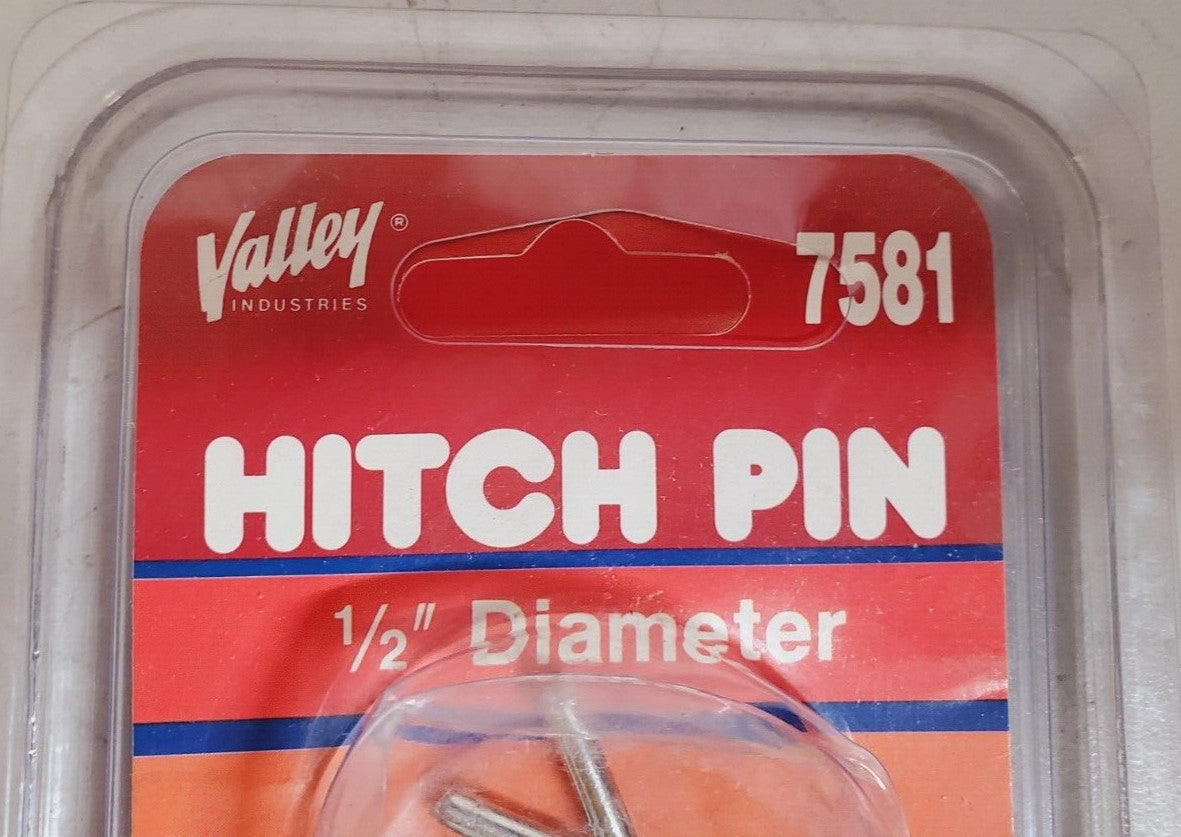 Valley®
INDUSTRIES
7581
HITCH PIN
1/2" Diameter